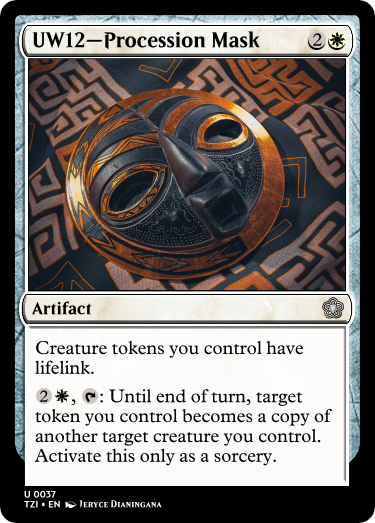 UW12—Procession Mask 2
Artifact
Creature tokens you control have
lifelink.
2 , : Until end of turn, target
token you control becomes a copy of
another target creature you control.
Activate this only as a sorcery.
U 0037
TZI • EN Jeryce Dianingana